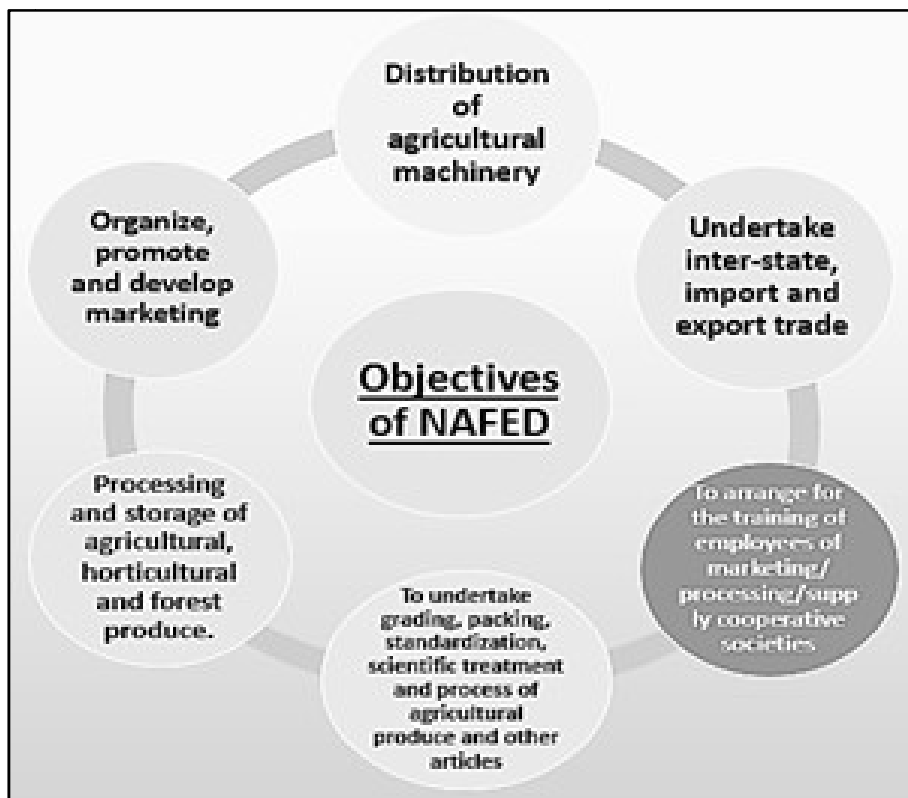 Distribution
of
agricultural
machinery
Undertake
inter-state,
import and
export trade
To arrange for
the training of
employees of
marketing/
processing/supp
ly cooperative
societies
To undertake
grading, packing,
standardization,
scientific treatment
and process of
agricultural
produce and other
articles
Processing
and storage of
agricultural,
horticultural
and forest
produce.
Organize,
promote
and develop
marketing
Objectives
of NAFED